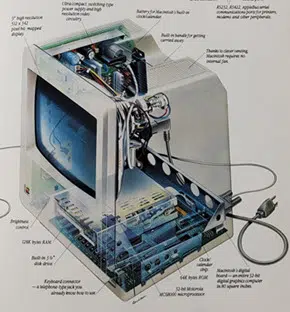 Ultra compact, switching type
power supply and high
resolution video
circuitry.
9" high resolution
512 x 342
pixel bit-mapped
display
Battery for Macintosh's built-in
clock/calendar.
RS232, RS422, AppleBus serial
communications ports for printers,
modems and other peripherals.
Built-in handle for getting
carried away.
Thanks to clever venting,
Macintosh requires no
internal fan.
Brightness
control
128K bytes RAM
Built-in 3½"
disk drive
Keyboard connector
– a telephone-type jack you
already know how to use.
Clock/
calendar
chip.
64K bytes ROM
32-bit Motorola
MC68000 microprocessor
Macintosh's digital
board — an entire 32-bit
digital graphics computer
in 80 square inches.